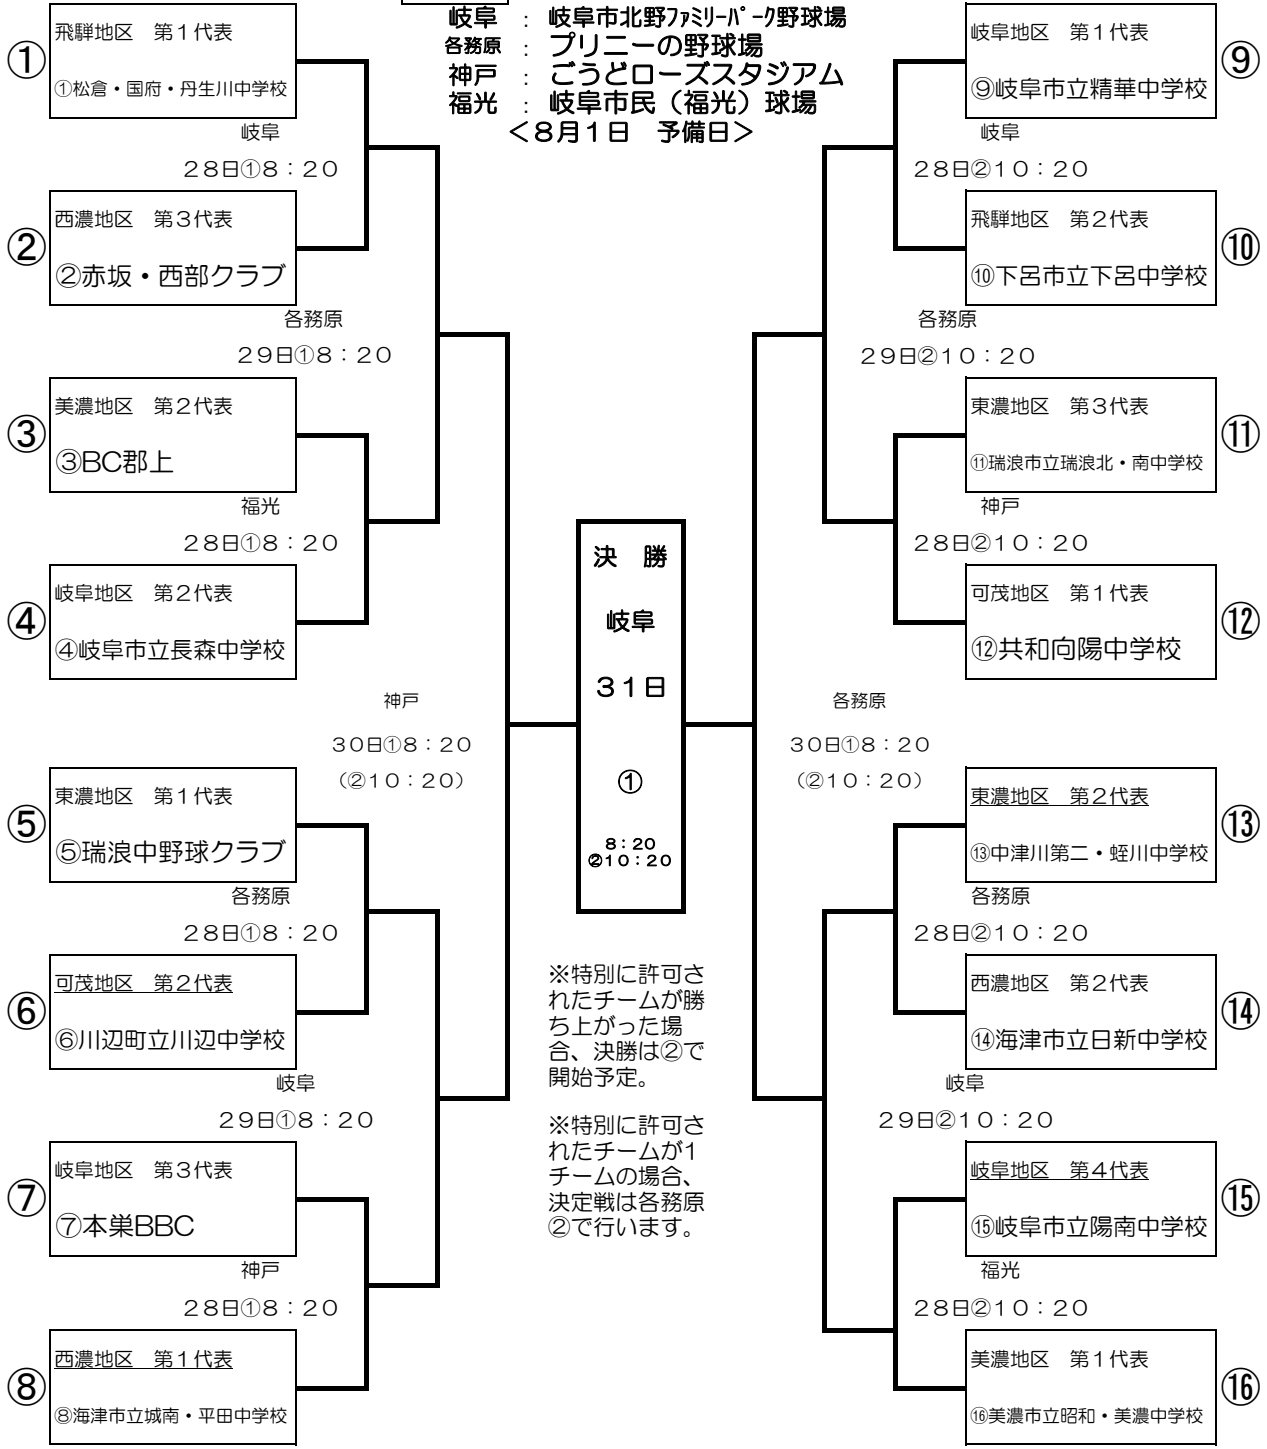 岐阜　：　岐阜市北野ﾌｧﾐﾘｰﾊﾟｰｸ野球場
各務原　：　プリニーの野球場
神戸　：　ごうどローズスタジアム
福光　：　岐阜市民（福光）球場
＜８月１日　予備日＞
①
飛騨地区　第１代表
①松倉・国府・丹生川中学校
岐阜
２８日①８：２０
②
西濃地区　第３代表
②赤坂・西部クラブ
各務原
２９日①８：２０
③
美濃地区　第２代表
③BC郡上
福光
２８日①８：２０
④
岐阜地区　第２代表
④岐阜市立長森中学校
神戸
３０日①８：２０
（②１０：２０）
⑤
東濃地区　第１代表
⑤瑞浪中野球クラブ
各務原
２８日①８：２０
⑥
可茂地区　第２代表
⑥川辺町立川辺中学校
岐阜
２９日①８：２０
⑦
岐阜地区　第３代表
⑦本巣BBC
神戸
２８日①８：２０
⑧
西濃地区　第１代表
⑧海津市立城南・平田中学校
決　勝
岐阜
３１日
①
８：２０
②１０：２０
※特別に許可さ
れたチームが勝
ち上がった場
合、決勝は②で
開始予定。
※特別に許可さ
れたチームが1
チームの場合、
決定戦は各務原
②で行います。
岐阜地区　第１代表
⑨岐阜市立精華中学校
⑨
岐阜
２８日②１０：２０
飛騨地区　第２代表
⑩下呂市立下呂中学校
⑩
各務原
２９日②１０：２０
東濃地区　第３代表
⑪瑞浪市立瑞浪北・南中学校
⑪
神戸
２８日②１０：２０
可茂地区　第１代表
⑫共和向陽中学校
⑫
各務原
３０日①８：２０
（②１０：２０）
東濃地区　第２代表
⑬中津川第二・蛭川中学校
⑬
各務原
２８日②１０：２０
西濃地区　第２代表
⑭海津市立日新中学校
⑭
岐阜
２９日②１０：２０
岐阜地区　第４代表
⑮岐阜市立陽南中学校
⑮
福光
２８日②１０：２０
美濃地区　第１代表
⑯美濃市立昭和・美濃中学校
⑯